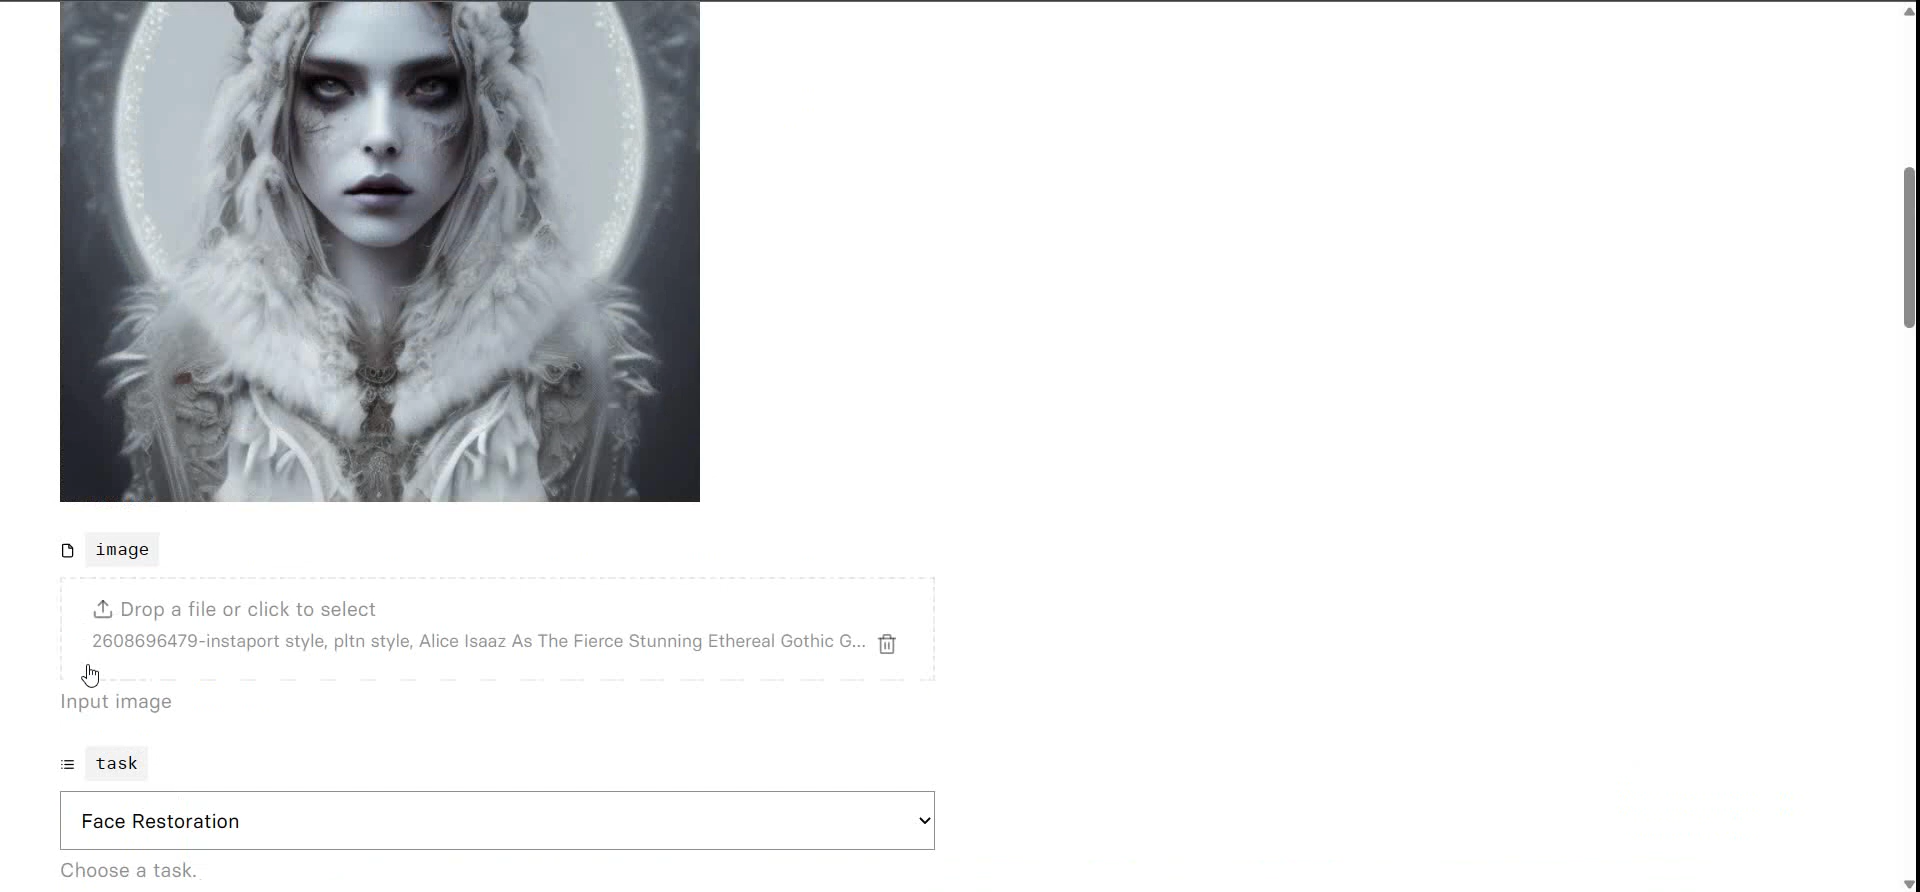 image
Drop a file or click to select
2608696479-instaport style, pltn style, Alice Isaaz As The Fierce Stunning Ethereal Gothic G...
Input image
task
Face Restoration
Choose a task.